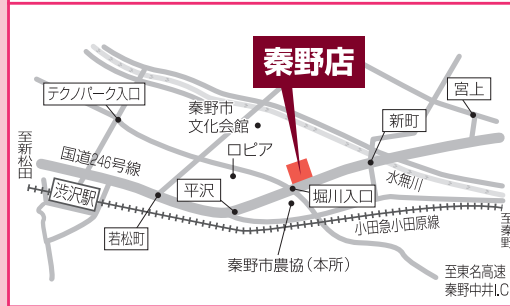 秦野店
宮上
テクノパーク入口
秦野市
文化会館
新町
ロピア
国道246号線
至新松田
水無川
渋沢駅
平沢
堀川入口
若松町
小田急小田原線
至秦野
秦野市農協(本所)
至東名高速
秦野中井I.C